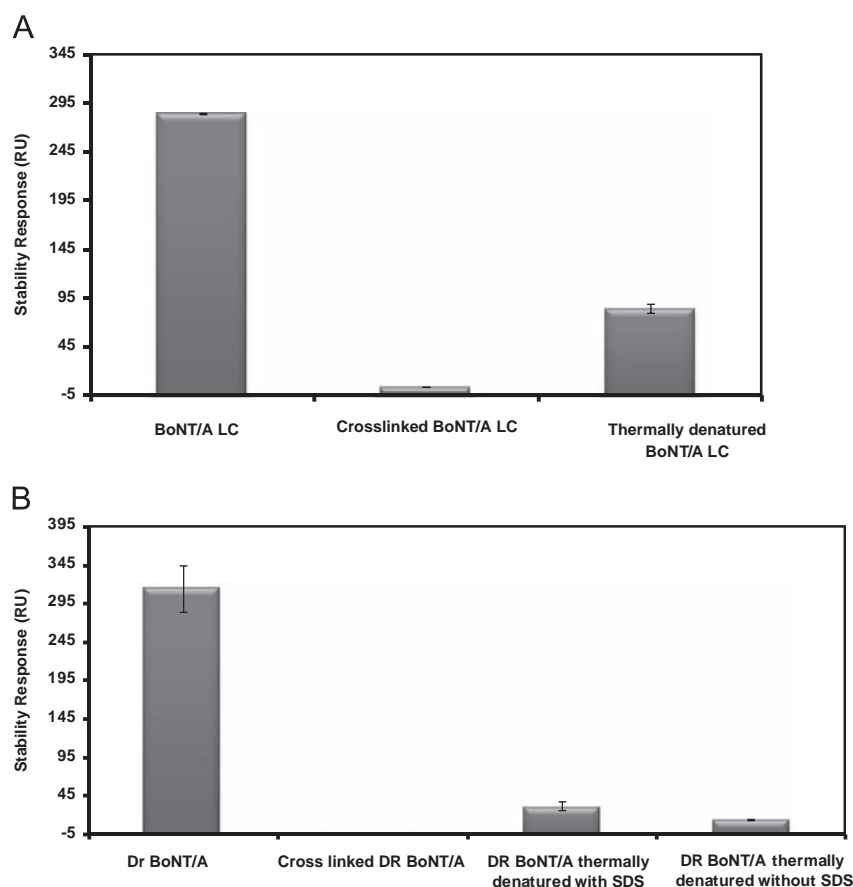 A
345
295
245
195
145
95
45
-5
Stability Response (RU)
BoNT/A LC
Crosslinked BoNT/A LC
Thermally denatured
BoNT/A LC
B
395
345
295
245
195
145
95
45
-5
Stability Response (RU)
Dr BoNT/A
Cross linked DR BoNT/A
DR BoNT/A thermally
denatured with SDS
DR BoNT/A thermally
denatured without SDS